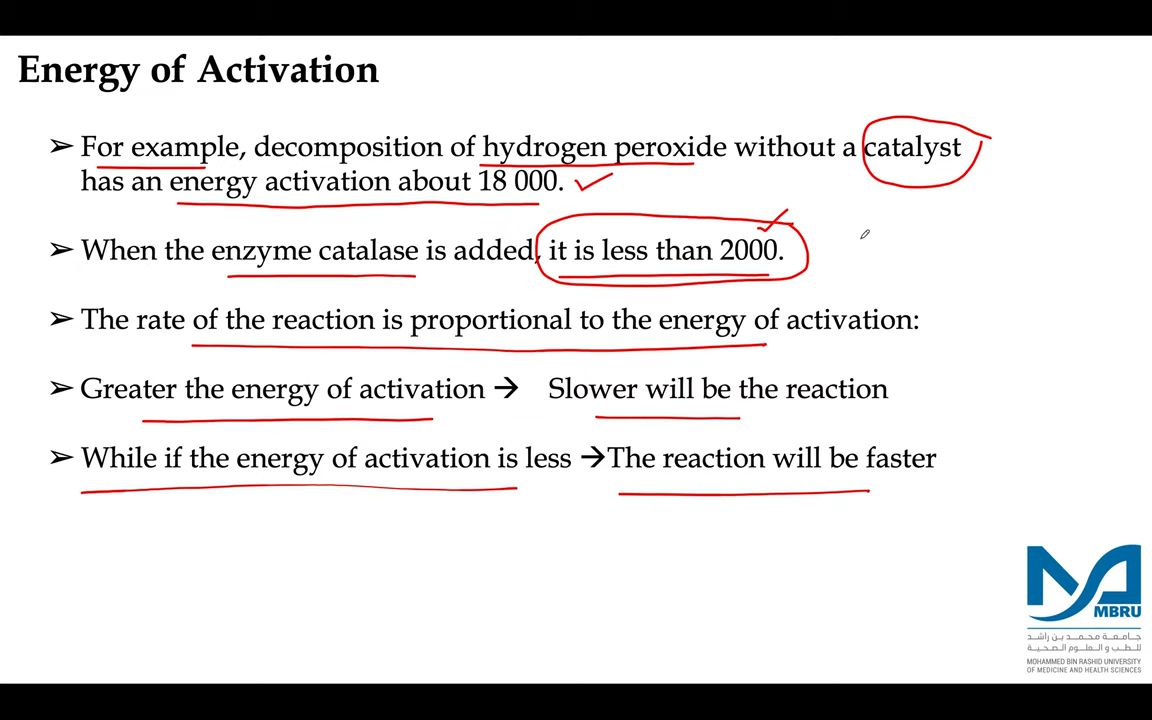 Energy of Activation
➢ For example, decomposition of hydrogen peroxide without a catalyst
has an energy activation about 18 000.
➢ When the enzyme catalase is added, it is less than 2000.
➢ The rate of the reaction is proportional to the energy of activation:
➢ Greater the energy of activation → Slower will be the reaction
➢ While if the energy of activation is less →The reaction will be faster
MBRU
جامعة محمد بن راشد
للطب و العلوم الصحية
MOHAMMED BIN RASHID UNIVERSITY
OF MEDICINE AND HEALTH SCIENCES